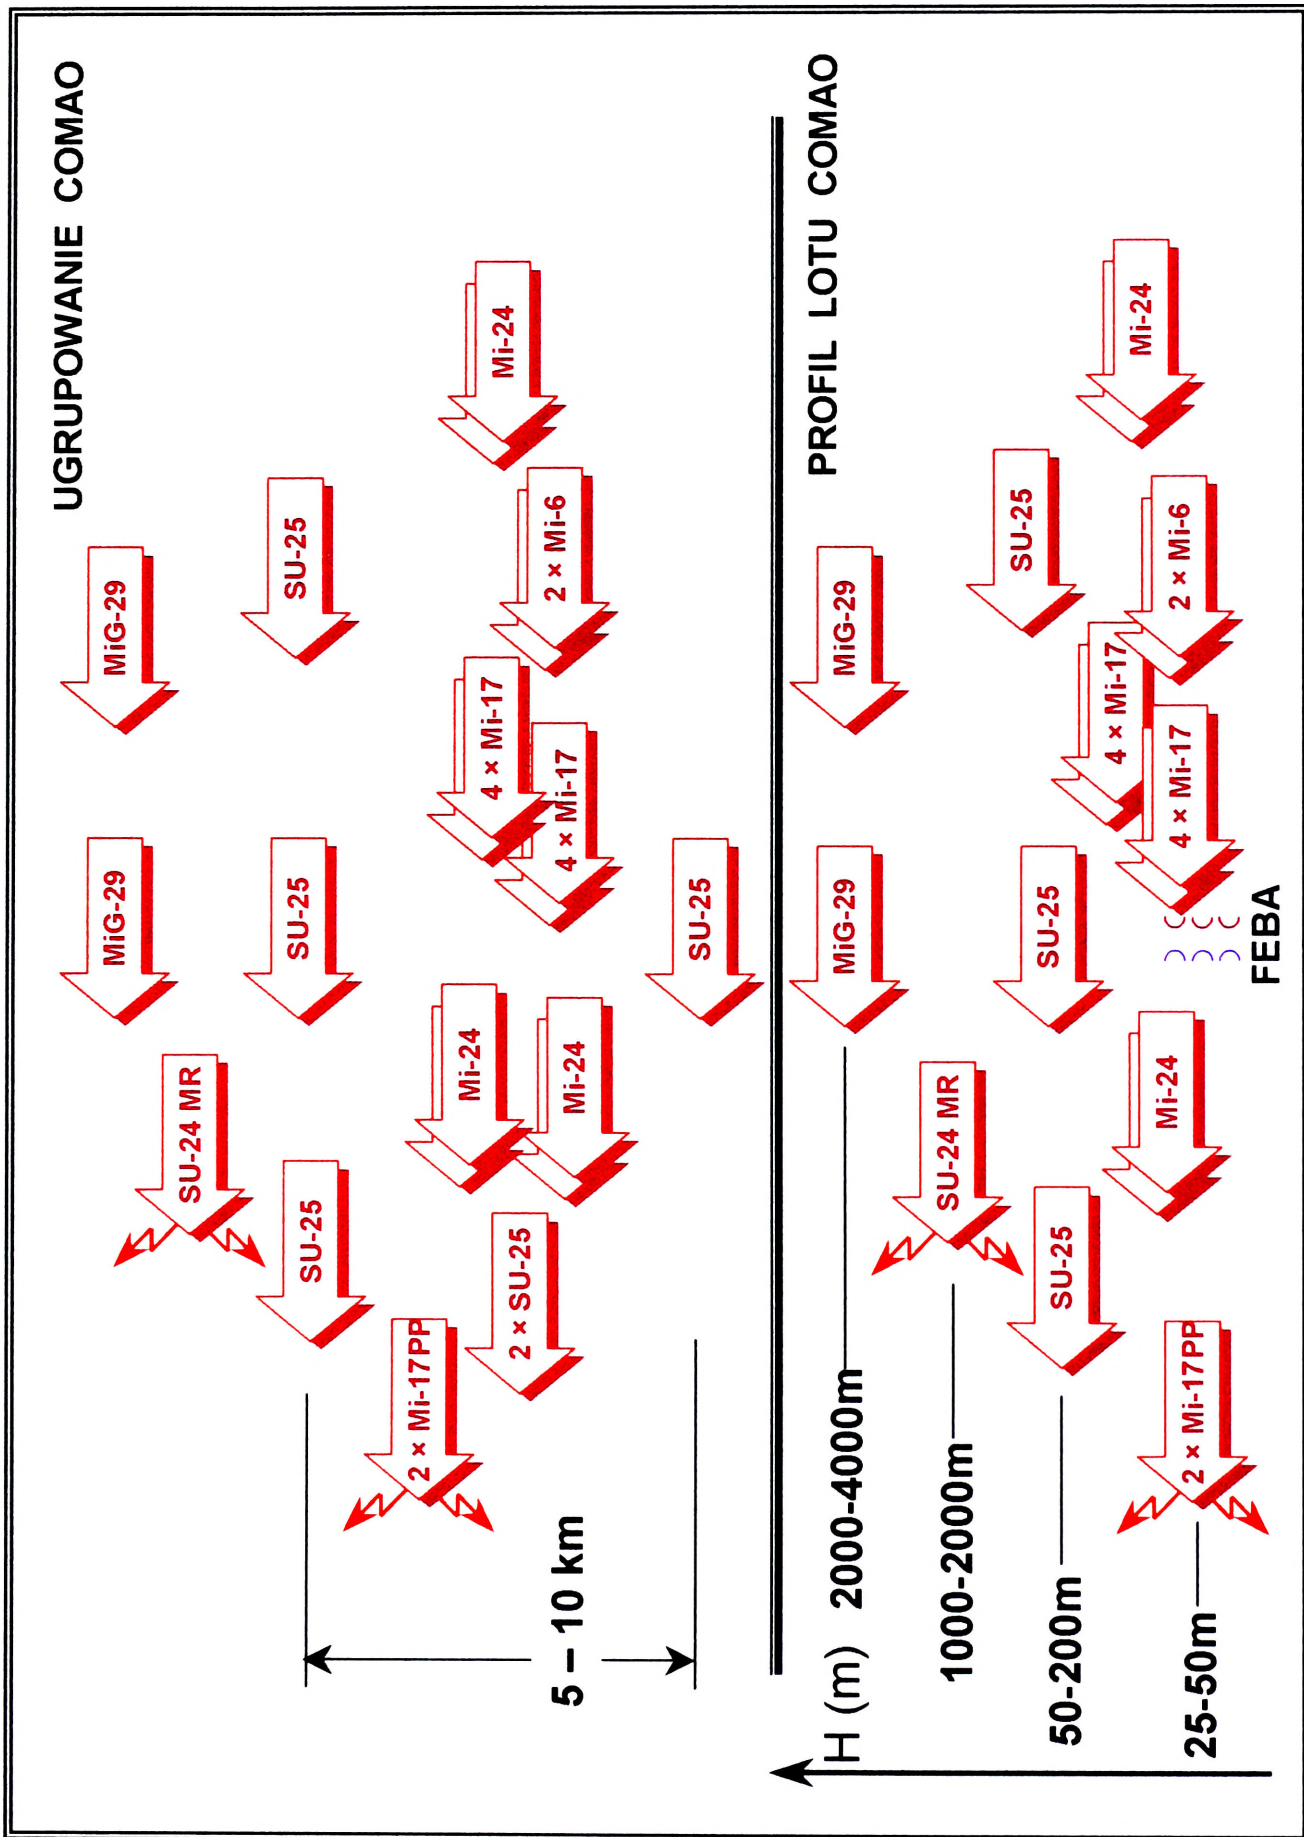 UGRUPOWANIE COMAO
MiG-29
MiG-29
SU-24 MR
SU-25
SU-25
SU-25
2 × Mi-17PP
Mi-24
4 × Mi-17
Mi-24
2 × SU-25
2 × Mi-6
Mi-24
4 × Mi-17
5 – 10 km
SU-25
PROFIL LOTU COMAO
H (m) 2000-4000m
MiG-29
MiG-29
1000-2000m
SU-24 MR
SU-25
50-200m
SU-25
SU-25
4 × Mi-17
Mi-24
25-50m
2 × Mi-17PP
Mi-24
4 × Mi-17
2 × Mi-6
FEBA